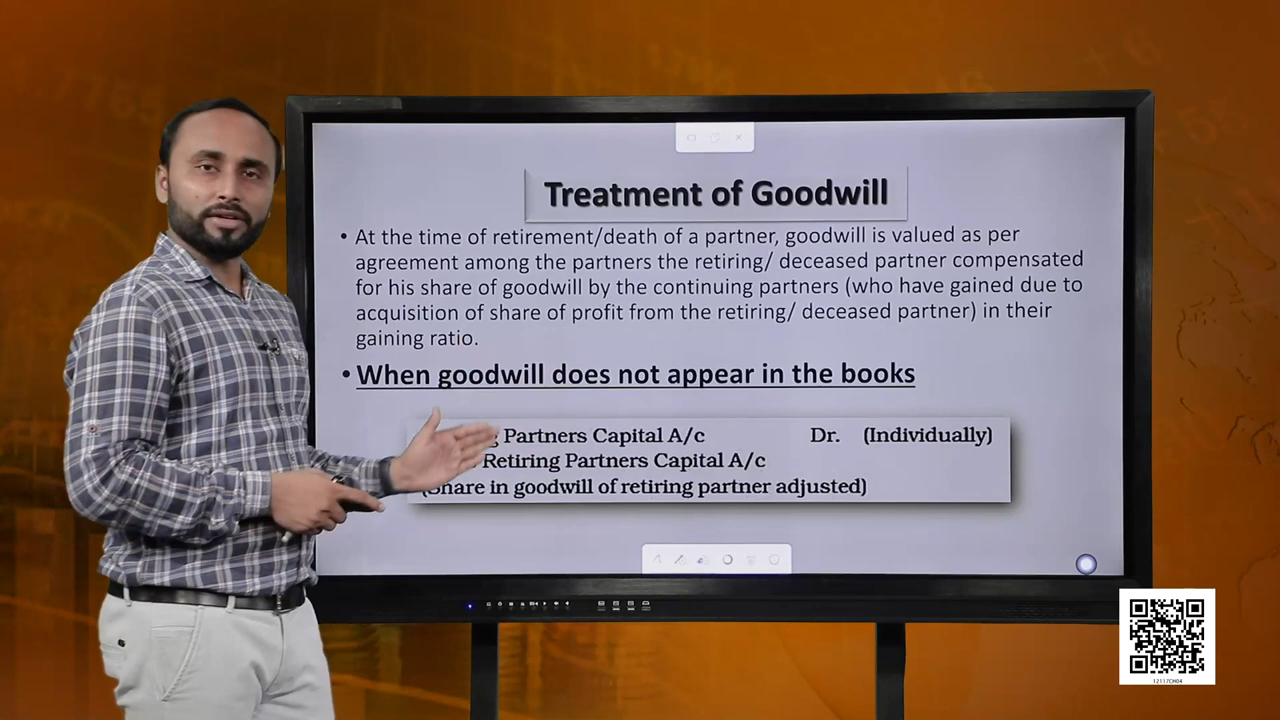 Treatment of Goodwill
• At the time of retirement/death of a partner, goodwill is valued as per
agreement among the partners the retiring/ deceased partner compensated
for his share of goodwill by the continuing partners (who have gained due to
acquisition of share of profit from the retiring/ deceased partner) in their
gaining ratio.
• When goodwill does not appear in the books
Partners Capital A/c Dr. (Individually)
Retiring Partners Capital A/c
(Share in goodwill of retiring partner adjusted)
12117CH04